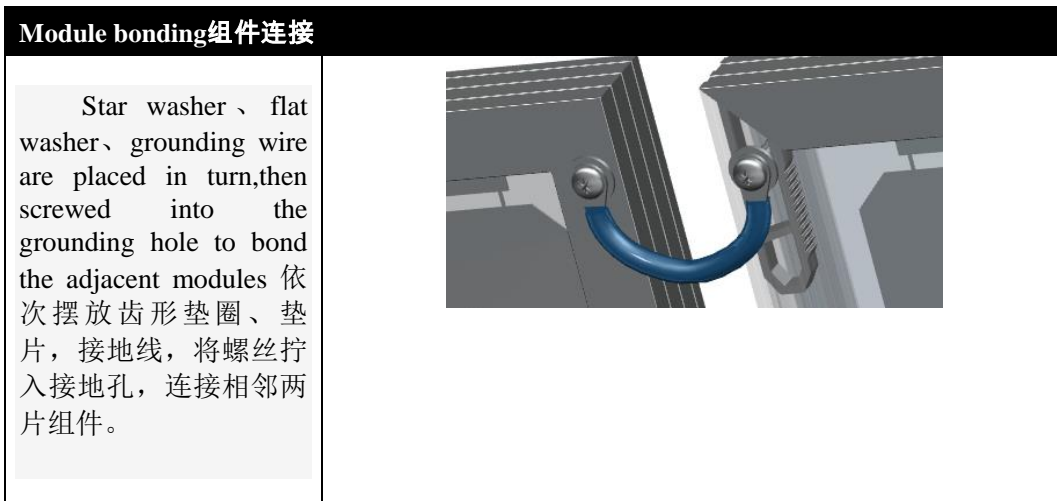 Module bonding组件连接
Star washer 、 flat
washer、grounding wire
are placed in turn,then
screwed into the
grounding hole to bond
the adjacent modules 依
次摆放齿形垫圈、垫
片，接地线，将螺丝拧
入接地孔，连接相邻两
片组件。